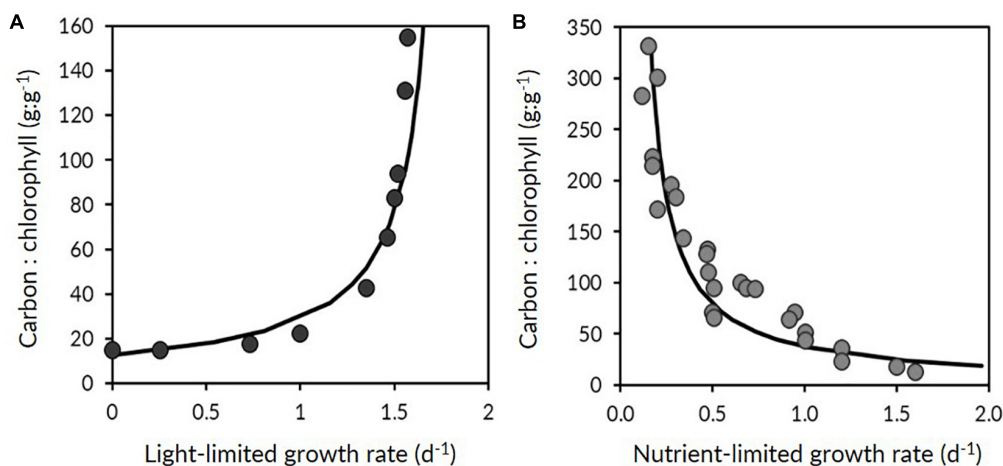 A
160
140
120
100
80
60
40
20
0
Carbon : chlorophyll (g:g⁻¹)
0 0.5 1 1.5 2
Light-limited growth rate (d⁻¹)
B
350
300
250
200
150
100
50
0
Carbon : chlorophyll (g:g⁻¹)
0.0 0.5 1.0 1.5 2.0
Nutrient-limited growth rate (d⁻¹)